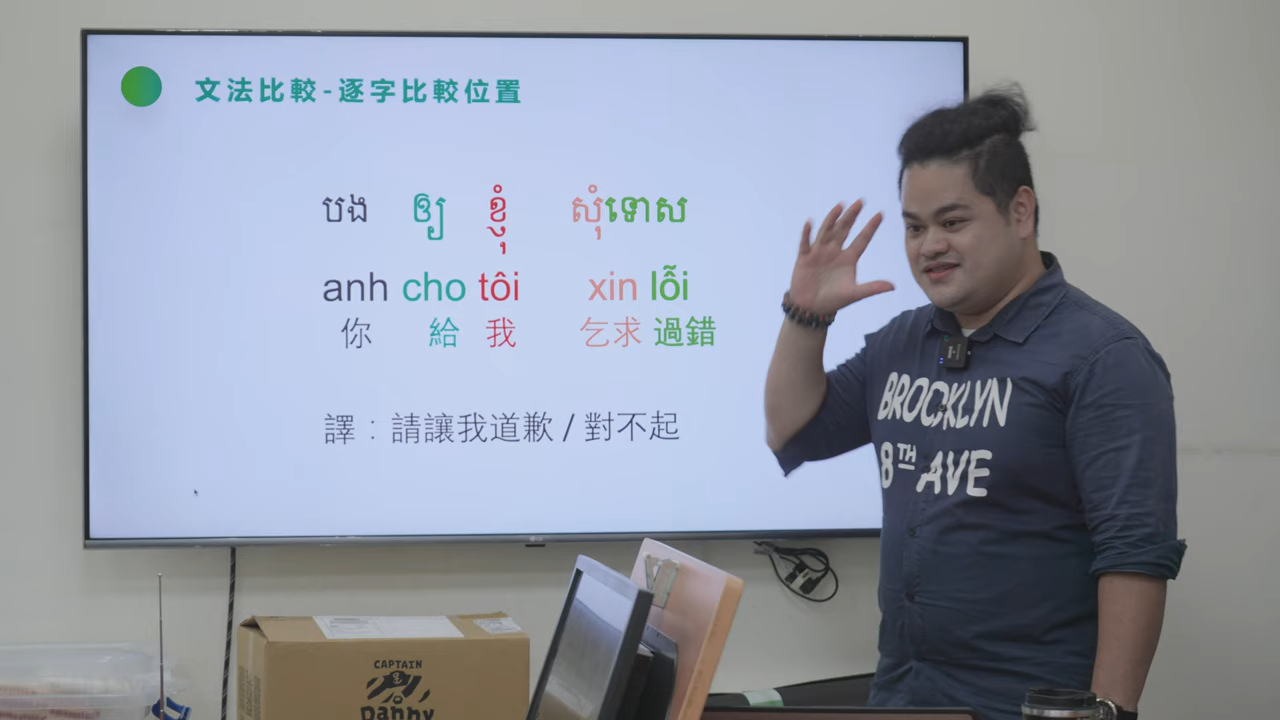 文法比較-逐字比較位置
បង ឲ្យ ខ្ញុំ សុំទោស
anh cho tôi xin lỗi
你 給 我 乞求 過錯
譯：請讓我道歉 / 對不起
BROOKLYN
8TH AVE
LG
CAPTAIN
Danny